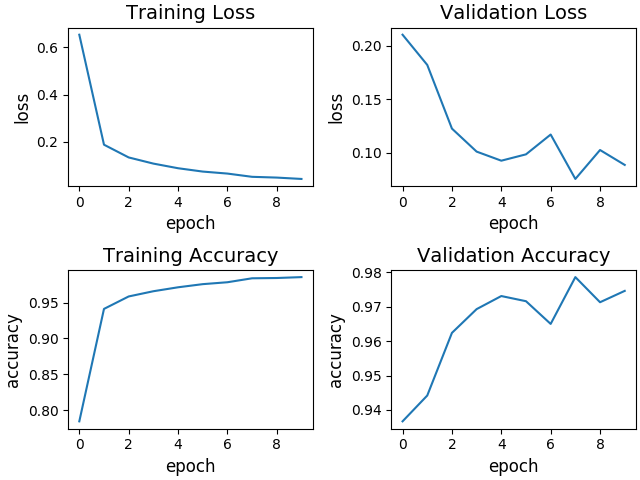 Training Loss
0.6
0.4
0.2
loss
0 2 4 6 8
epoch
Validation Loss
0.20
0.15
0.10
loss
0 2 4 6 8
epoch
Training Accuracy
0.95
0.90
0.85
0.80
accuracy
0 2 4 6 8
epoch
Validation Accuracy
0.98
0.97
0.96
0.95
0.94
accuracy
0 2 4 6 8
epoch